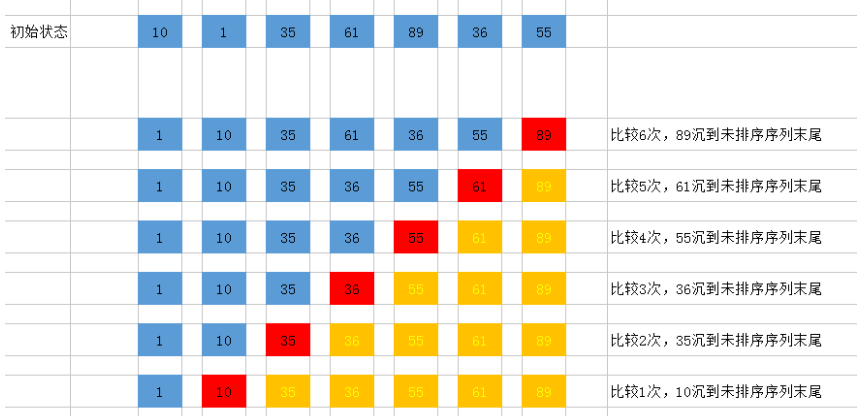 初始状态 10 1 35 61 89 36 55
1 10 35 61 36 55 89 比较6次，89沉到未排序序列末尾
1 10 35 36 55 61 89 比较5次，61沉到未排序序列末尾
1 10 35 36 55 61 89 比较4次，55沉到未排序序列末尾
1 10 35 36 55 61 89 比较3次，36沉到未排序序列末尾
1 10 35 36 55 61 89 比较2次，35沉到未排序序列末尾
1 10 35 36 55 61 89 比较1次，10沉到未排序序列末尾